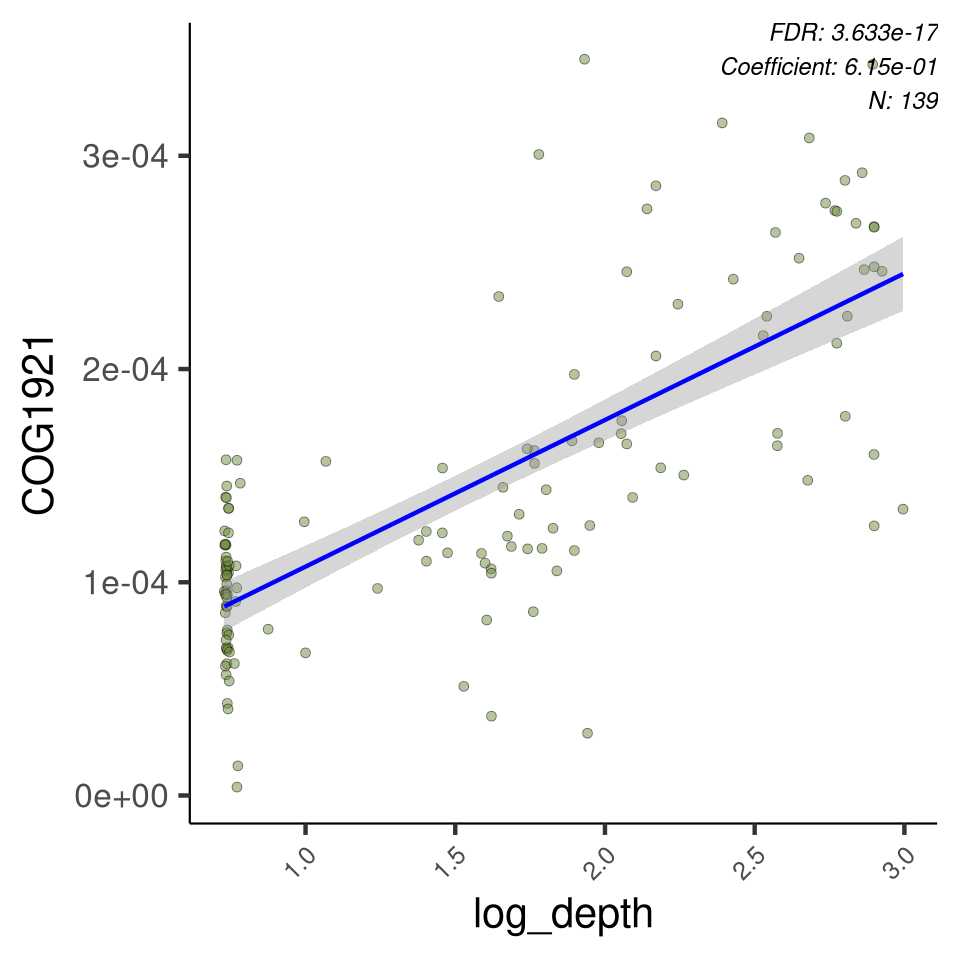 FDR: 3.633e-17
Coefficient: 6.15e-01
N: 139
3e-04
2e-04
1e-04
0e+00
COG1921
1.0
1.5
2.0
2.5
3.0
log_depth